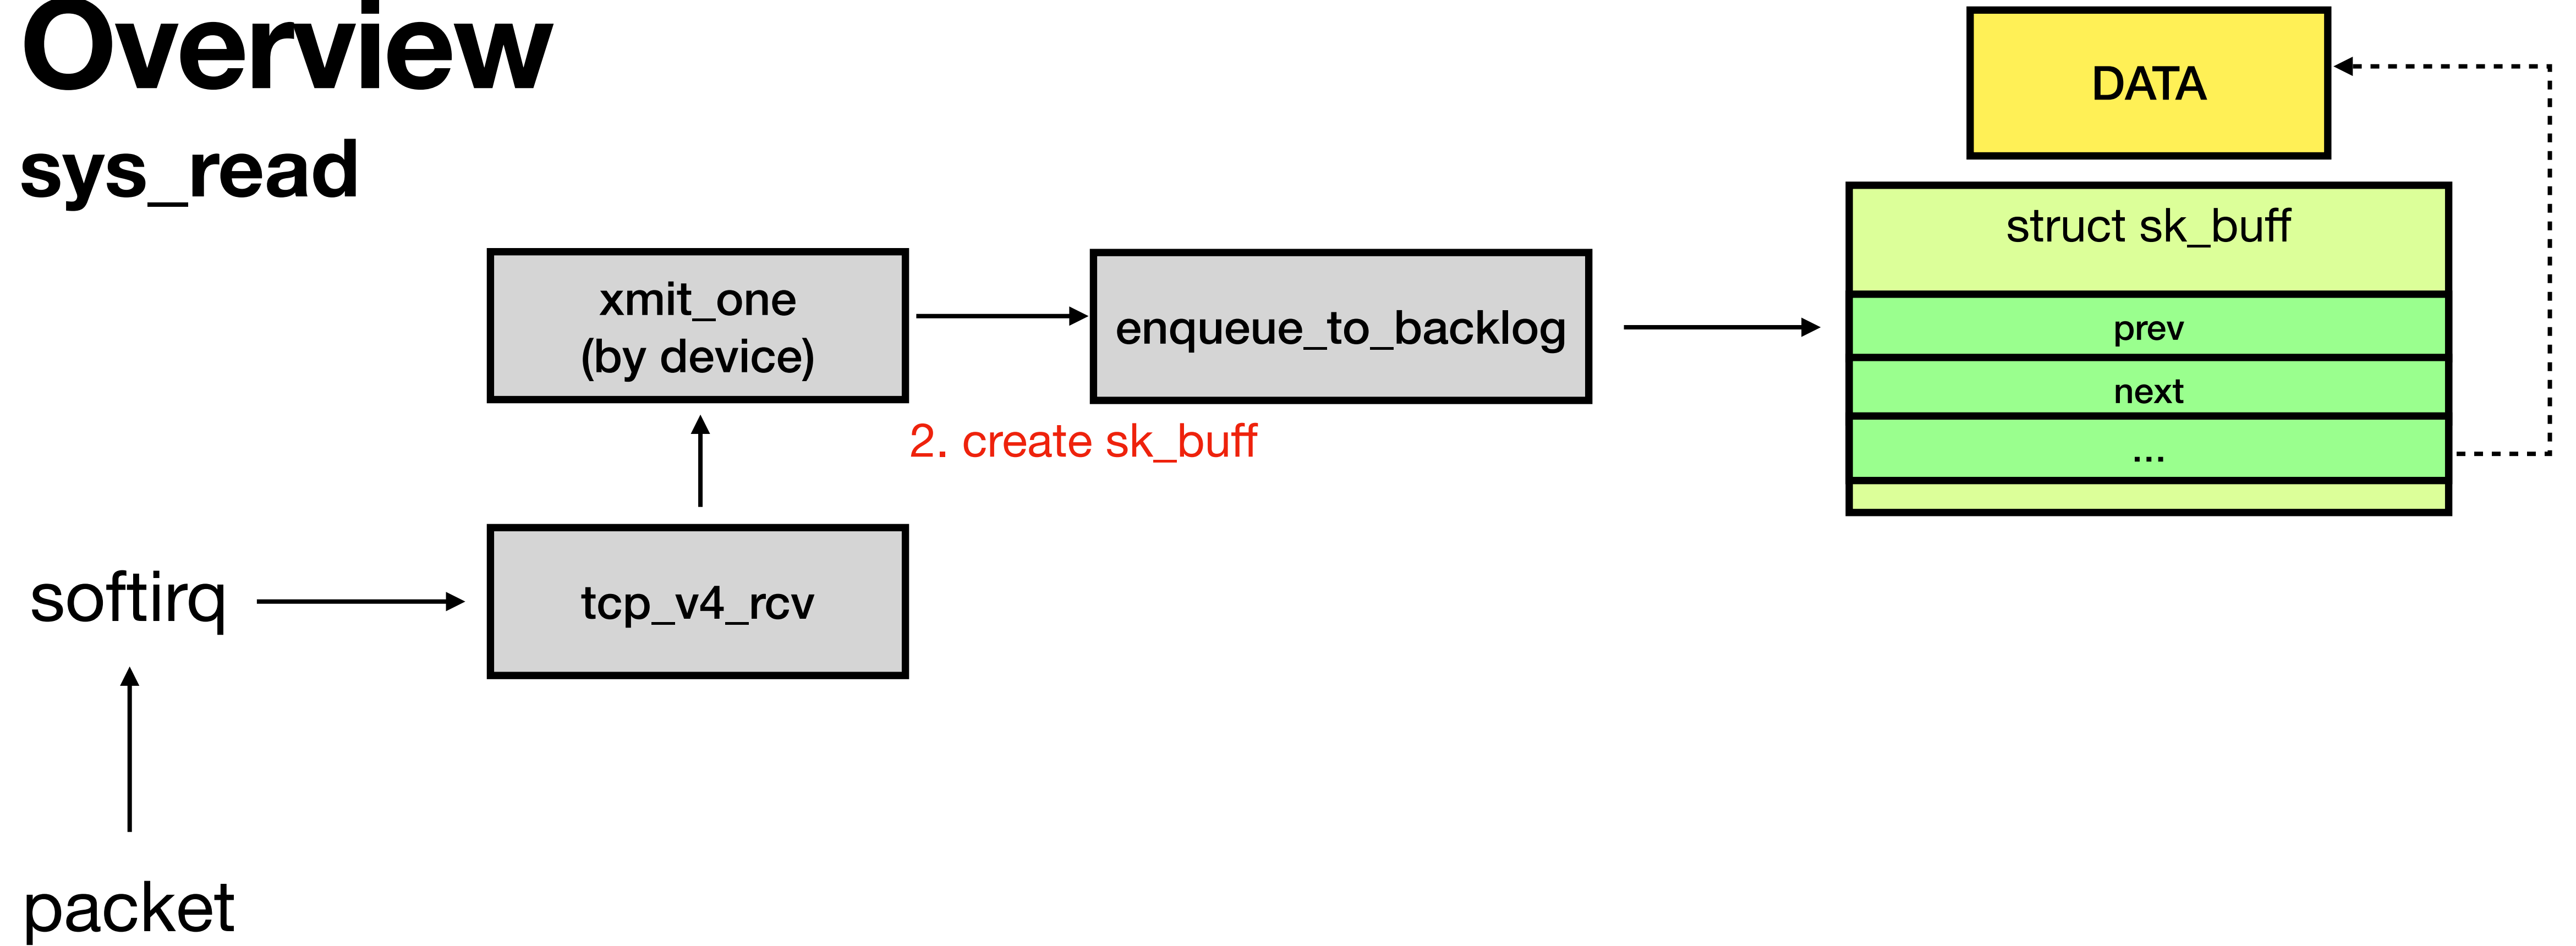 Overview
sys_read
DATA
struct sk_buff
prev
next
...
xmit_one
(by device)
enqueue_to_backlog
2. create sk_buff
softirq
tcp_v4_rcv
packet